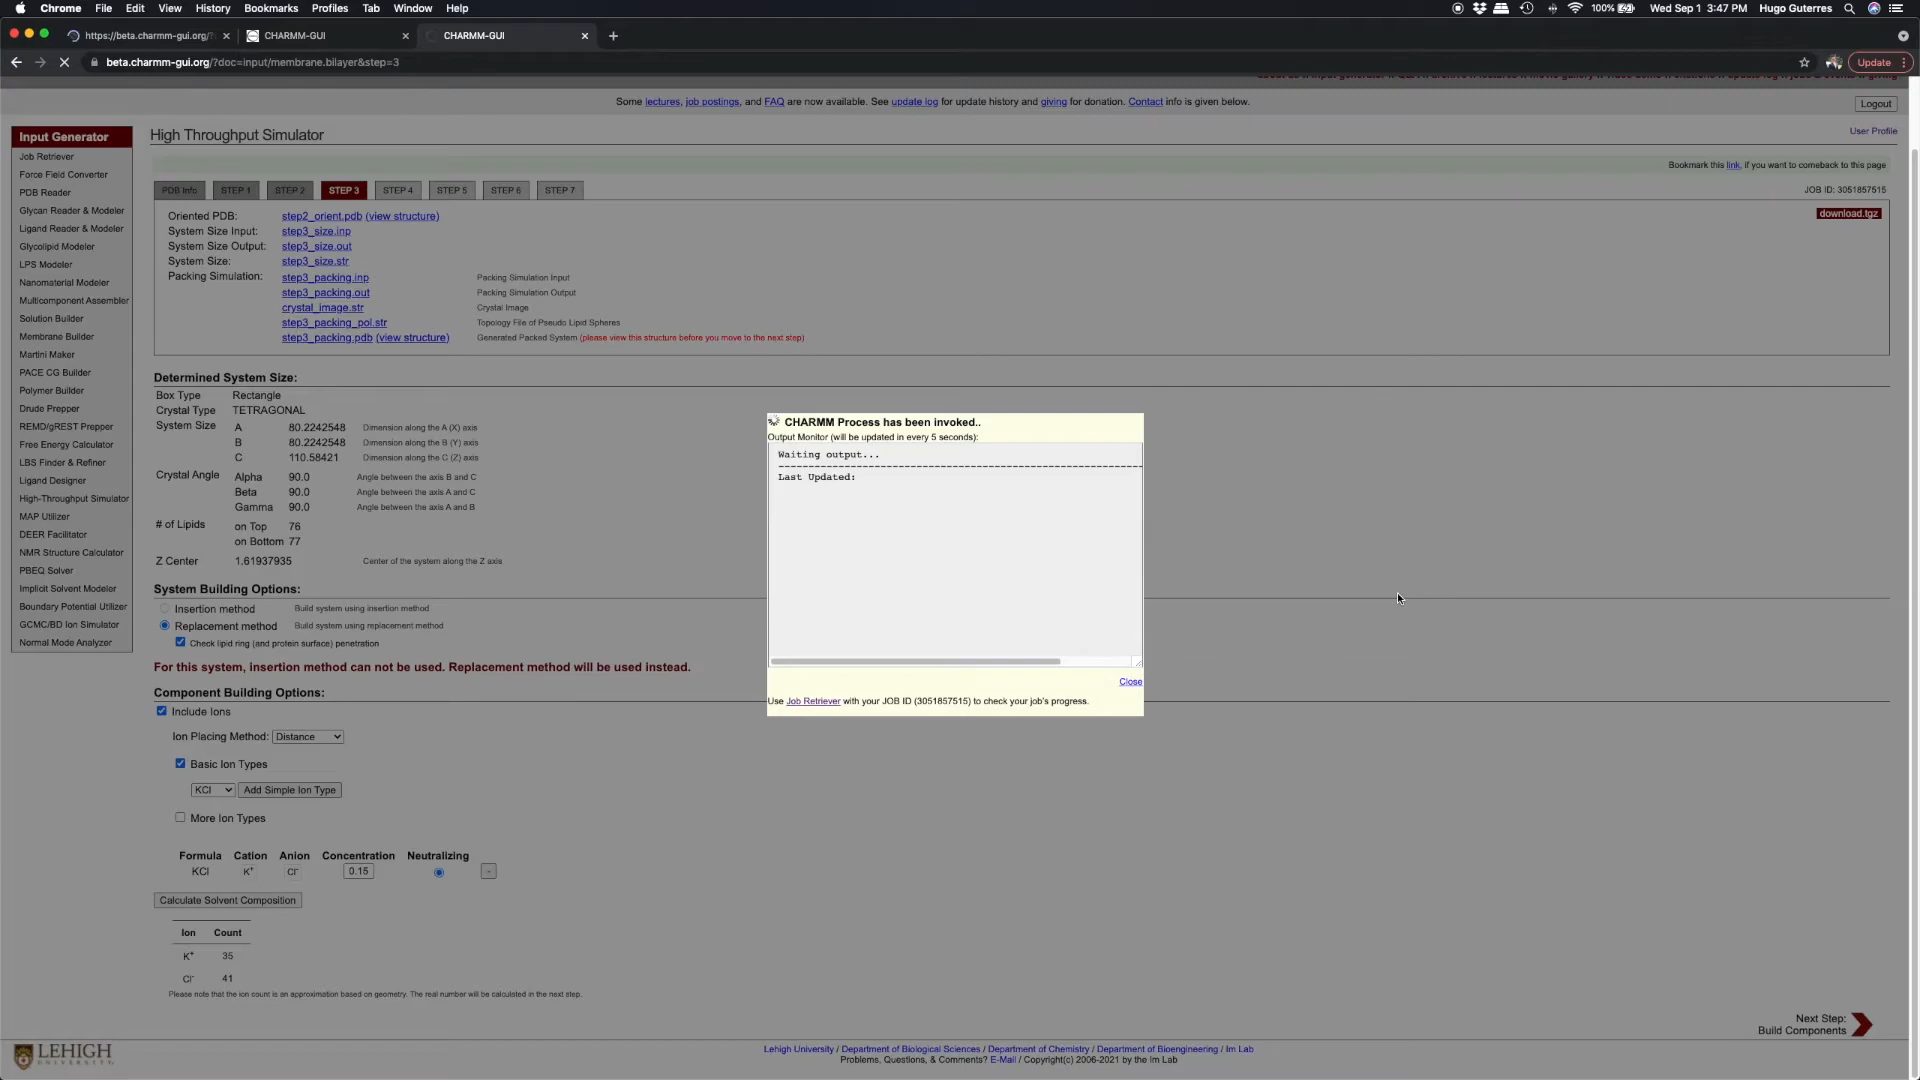 Chrome File Edit View History Bookmarks Profiles Tab Window Help 100% Wed Sep 1 3:47 PM Hugo Guterres
https://beta.charmm-gui.org/? CHARMM-GUI CHARMM-GUI
beta.charmm-gui.org/?doc=input/membrane.bilayer&step=3 Update
Some lectures, job postings, and FAQ are now available. See update log for update history and giving for donation. Contact info is given below.
Logout
Input Generator
Job Retriever
Force Field Converter
PDB Reader
Glycan Reader & Modeler
Ligand Reader & Modeler
Glycolipid Modeler
LPS Modeler
Nanomaterial Modeler
Multicomponent Assembler
Solution Builder
Membrane Builder
Martini Maker
PACE CG Builder
Polymer Builder
Drude Prepper
REMD/gREST Prepper
Free Energy Calculator
LBS Finder & Refiner
Ligand Designer
High-Throughput Simulator
MAP Utilizer
DEER Facilitator
NMR Structure Calculator
PBEQ Solver
Implicit Solvent Modeler
Boundary Potential Utilizer
GCMC/BD Ion Simulator
Normal Mode Analyzer
High Throughput Simulator
User Profile
Bookmark this link, if you want to comeback to this page
PDB Info STEP 1 STEP 2 STEP 3 STEP 4 STEP 5 STEP 6 STEP 7
JOB ID: 3051857515
download.tgz
Oriented PDB: step2_orient.pdb (view structure)
System Size Input: step3_size.inp
System Size Output: step3_size.out
System Size: step3_size.str
Packing Simulation: step3_packing.inp Packing Simulation Input
step3_packing.out Packing Simulation Output
crystal_image.str Crystal Image
step3_packing_pol.str Topology File of Pseudo Lipid Spheres
step3_packing.pdb (view structure) Generated Packed System (please view this structure before you move to the next step)
Determined System Size:
Box Type Rectangle
Crystal Type TETRAGONAL
System Size A 80.2242548 Dimension along the A (X) axis
B 80.2242548 Dimension along the B (Y) axis
C 110.58421 Dimension along the C (Z) axis
Crystal Angle Alpha 90.0 Angle between the axis B and C
Beta 90.0 Angle between the axis A and C
Gamma 90.0 Angle between the axis A and B
# of Lipids on Top 76
on Bottom 77
Z Center 1.61937935 Center of the system along the Z axis
System Building Options:
Insertion method Build system using insertion method
Replacement method Build system using replacement method
Check lipid ring (and protein surface) penetration
For this system, insertion method can not be used. Replacement method will be used instead.
Component Building Options:
Include Ions
Ion Placing Method: Distance
Basic Ion Types
KCl Add Simple Ion Type
More Ion Types
Formula Cation Anion Concentration Neutralizing
KCl K+ Cl- 0.15 -
Calculate Solvent Composition
Ion Count
K+ 35
Cl- 41
Please note that the ion count is an approximation based on geometry. The real number will be calculated in the next step.
CHARMM Process has been invoked..
Output Monitor (will be updated in every 5 seconds):
Waiting output...
Last Updated:
Close
Use Job Retriever with your JOB ID (3051857515) to check your job's progress.
Next Step:
Build Components
LEHIGH
Lehigh University / Department of Biological Sciences / Department of Chemistry / Department of Bioengineering / Im Lab
Problems, Questions, & Comments? E-Mail / Copyright(c) 2006-2021 by the Im Lab